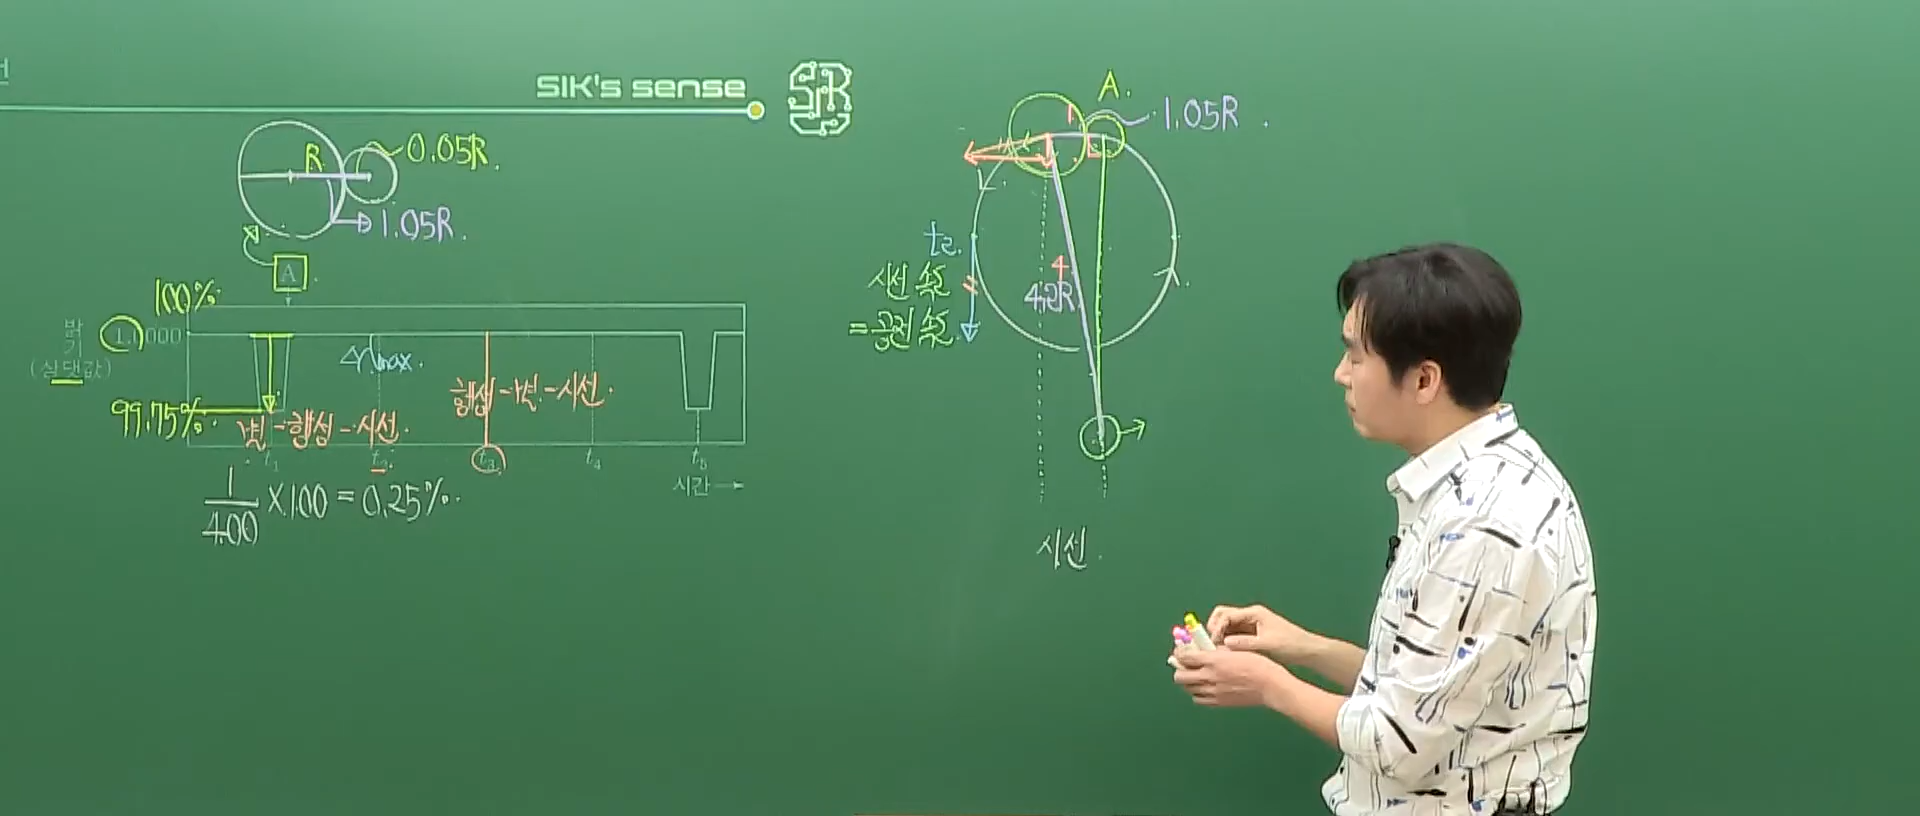 SIK's sense
R
0.05R.
1.05R.
A
100%.
밝기
(상댓값)
1.0000
99.75%.
별 - 행성 - 시선.
행성 - 별 - 시선.
t₁
t₂
t₃
t₄
t₅
시간 →
1/400 × 100 = 0.25%.
A.
1
1.05R.
t₂.
시선 속도
= 공전 속도.
4
4.2R
시선.